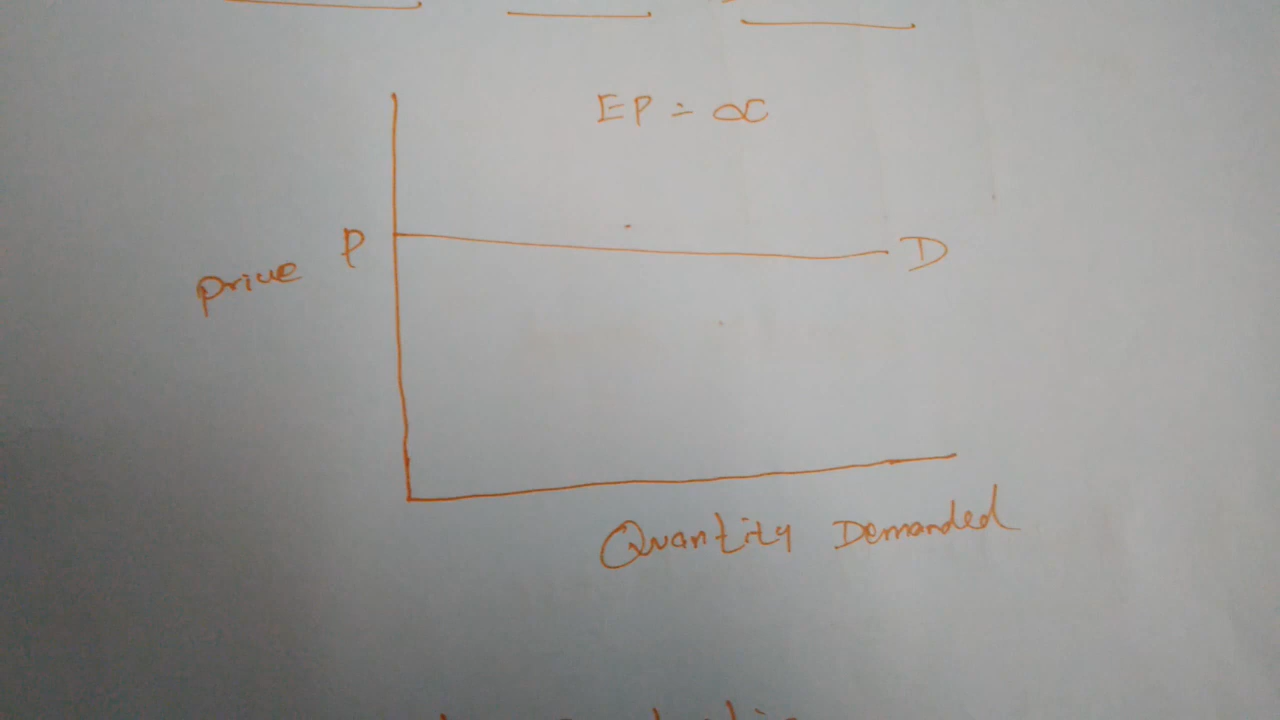 EP = ∝
P
D
price
Quantity Demanded